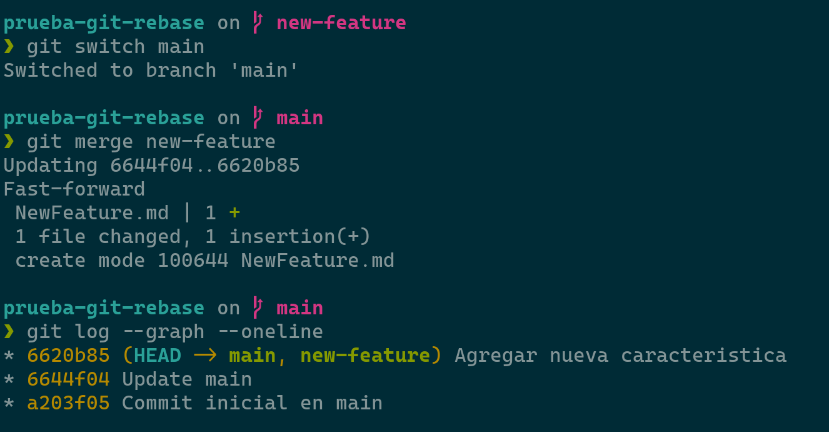 prueba-git-rebase on new-feature
❯ git switch main
Switched to branch 'main'
prueba-git-rebase on main
❯ git merge new-feature
Updating 6644f04..6620b85
Fast-forward
NewFeature.md | 1 +
1 file changed, 1 insertion(+)
create mode 100644 NewFeature.md
prueba-git-rebase on main
❯ git log --graph --oneline
* 6620b85 (HEAD -> main, new-feature) Agregar nueva caracteristica
* 6644f04 Update main
* a203f05 Commit inicial en main